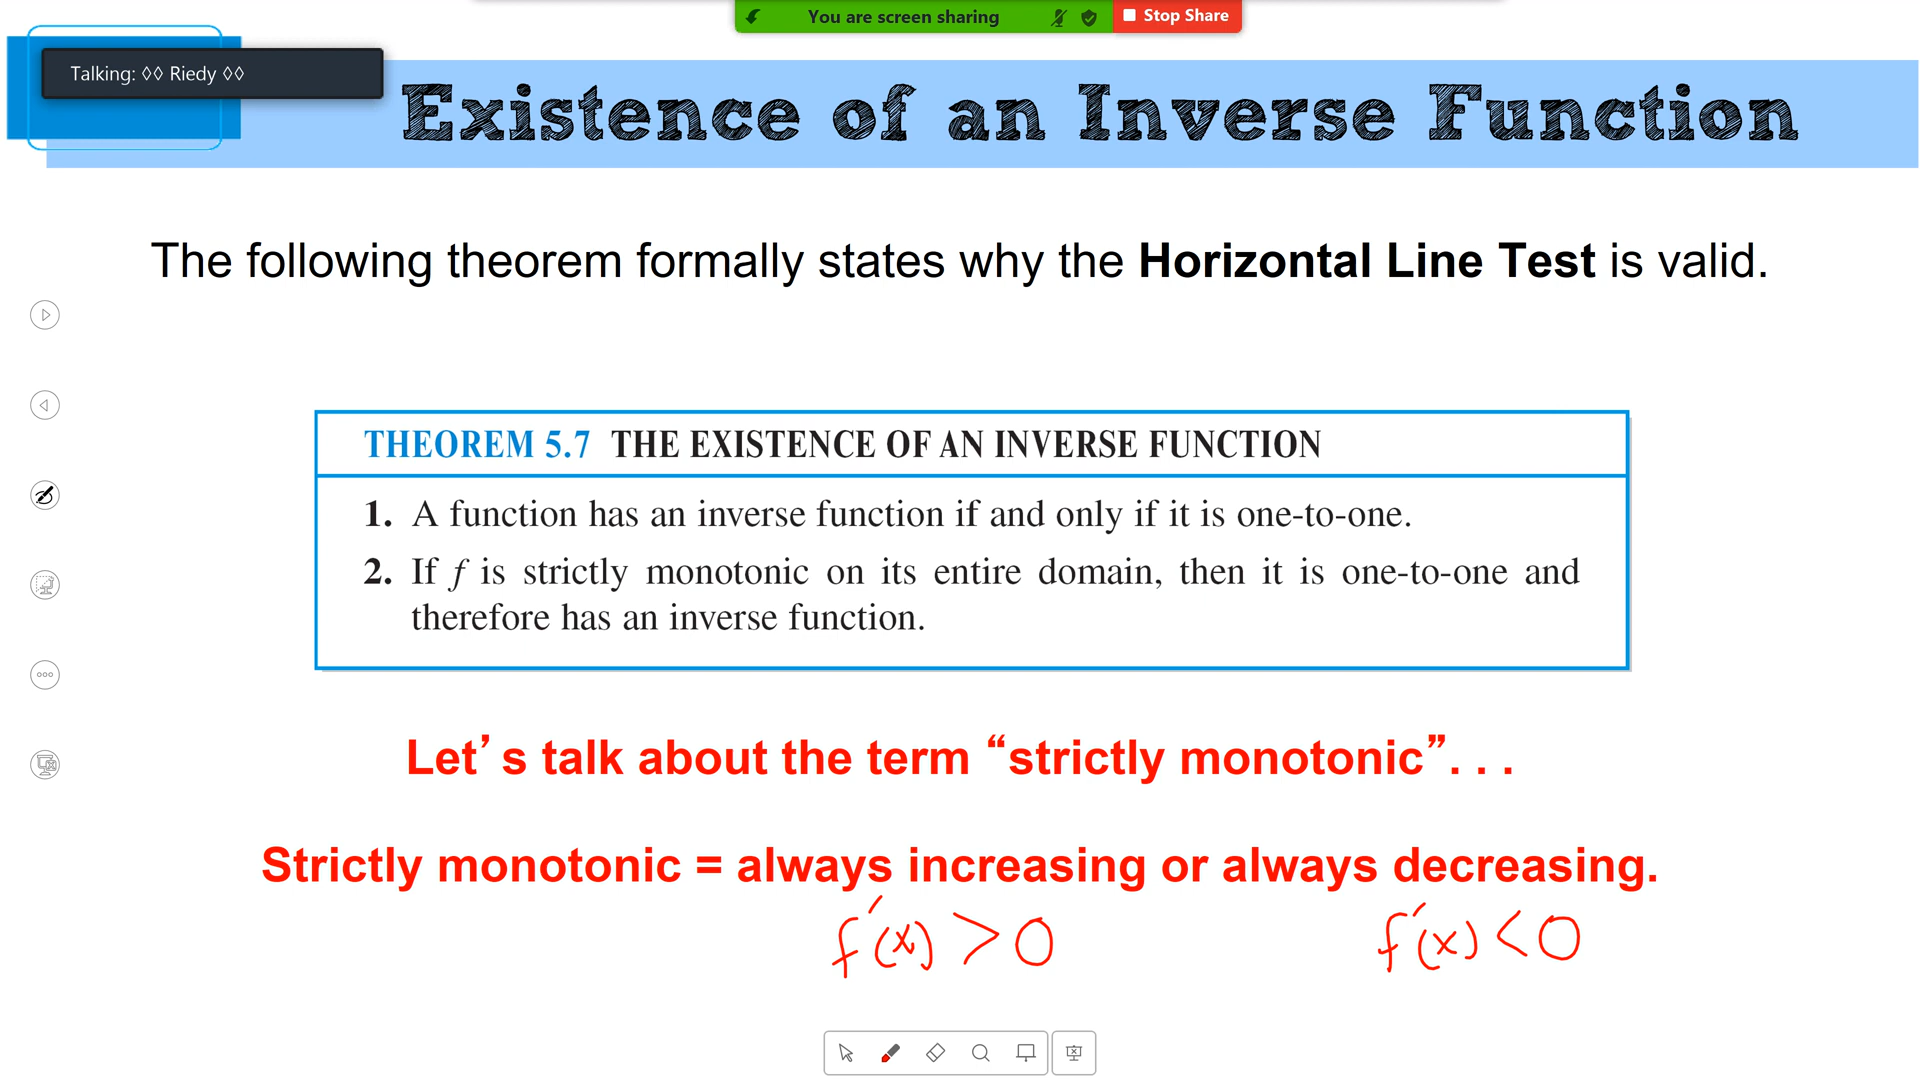 You are screen sharing
Stop Share
Talking: ◊◊ Riedy ◊◊
Existence of an Inverse Function
The following theorem formally states why the Horizontal Line Test is valid.
THEOREM 5.7 THE EXISTENCE OF AN INVERSE FUNCTION
1. A function has an inverse function if and only if it is one-to-one.
2. If f is strictly monotonic on its entire domain, then it is one-to-one and
therefore has an inverse function.
Let’s talk about the term “strictly monotonic”. . .
Strictly monotonic = always increasing or always decreasing.
f′(x) > 0 f′(x) < 0